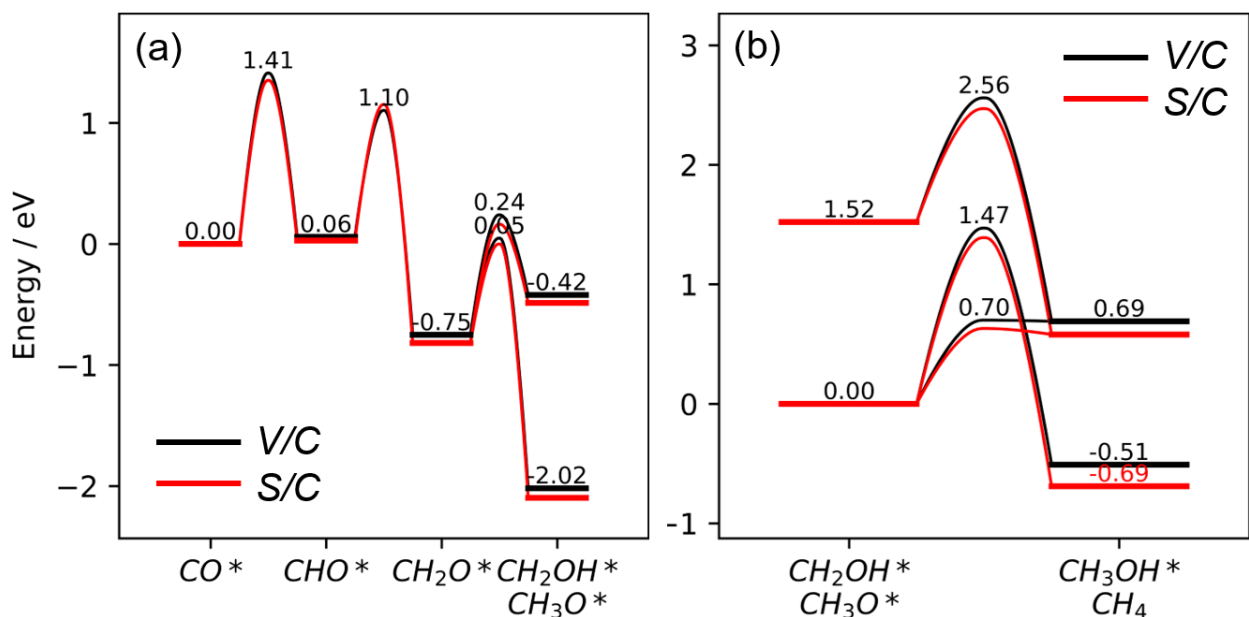 (a)
1.41
1.10
0.00
0.06
0.24
0.05
-0.42
-0.75
-2.02
V/C
S/C
1
0
−1
−2
Energy / eV
CO*
CHO*
CH₂O*
CH₂OH*
CH₃O*
(b)
V/C
S/C
2.56
1.52
1.47
0.70
0.69
0.00
-0.51
-0.69
3
2
1
0
-1
CH₂OH*
CH₃O*
CH₃OH*
CH₄